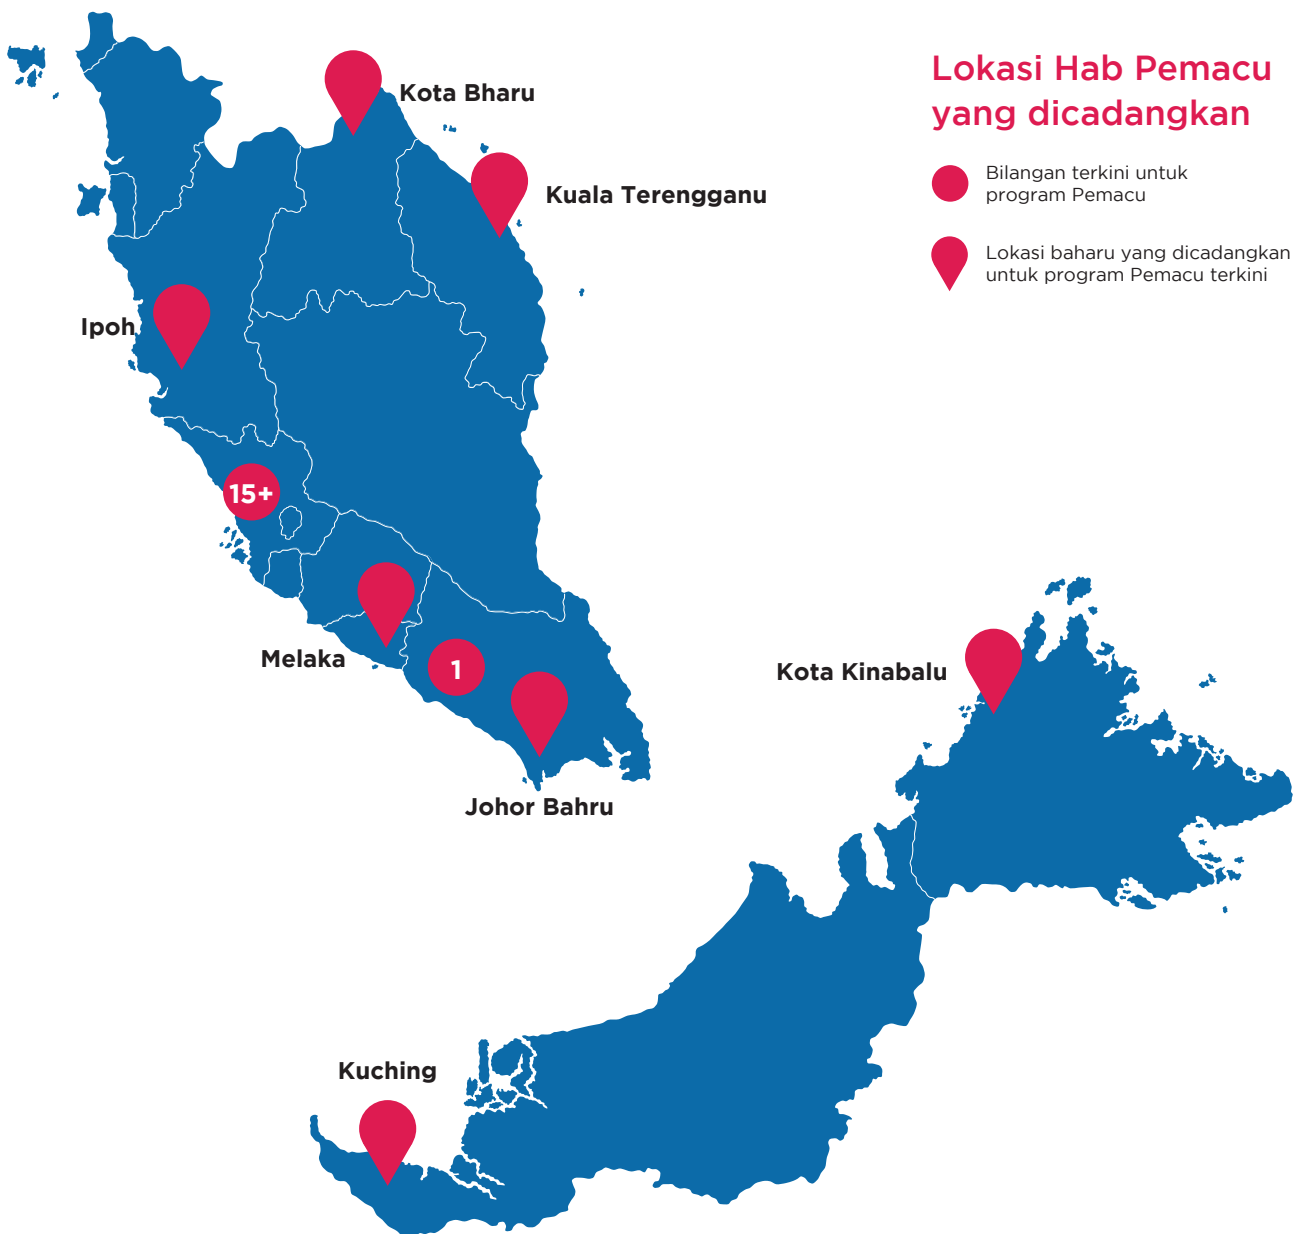 Lokasi Hab Pemacu
yang dicadangkan
Bilangan terkini untuk
program Pemacu
Lokasi baharu yang dicadangkan
untuk program Pemacu terkini
Kota Bharu
Kuala Terengganu
Ipoh
15+
Melaka
1
Johor Bahru
Kota Kinabalu
Kuching